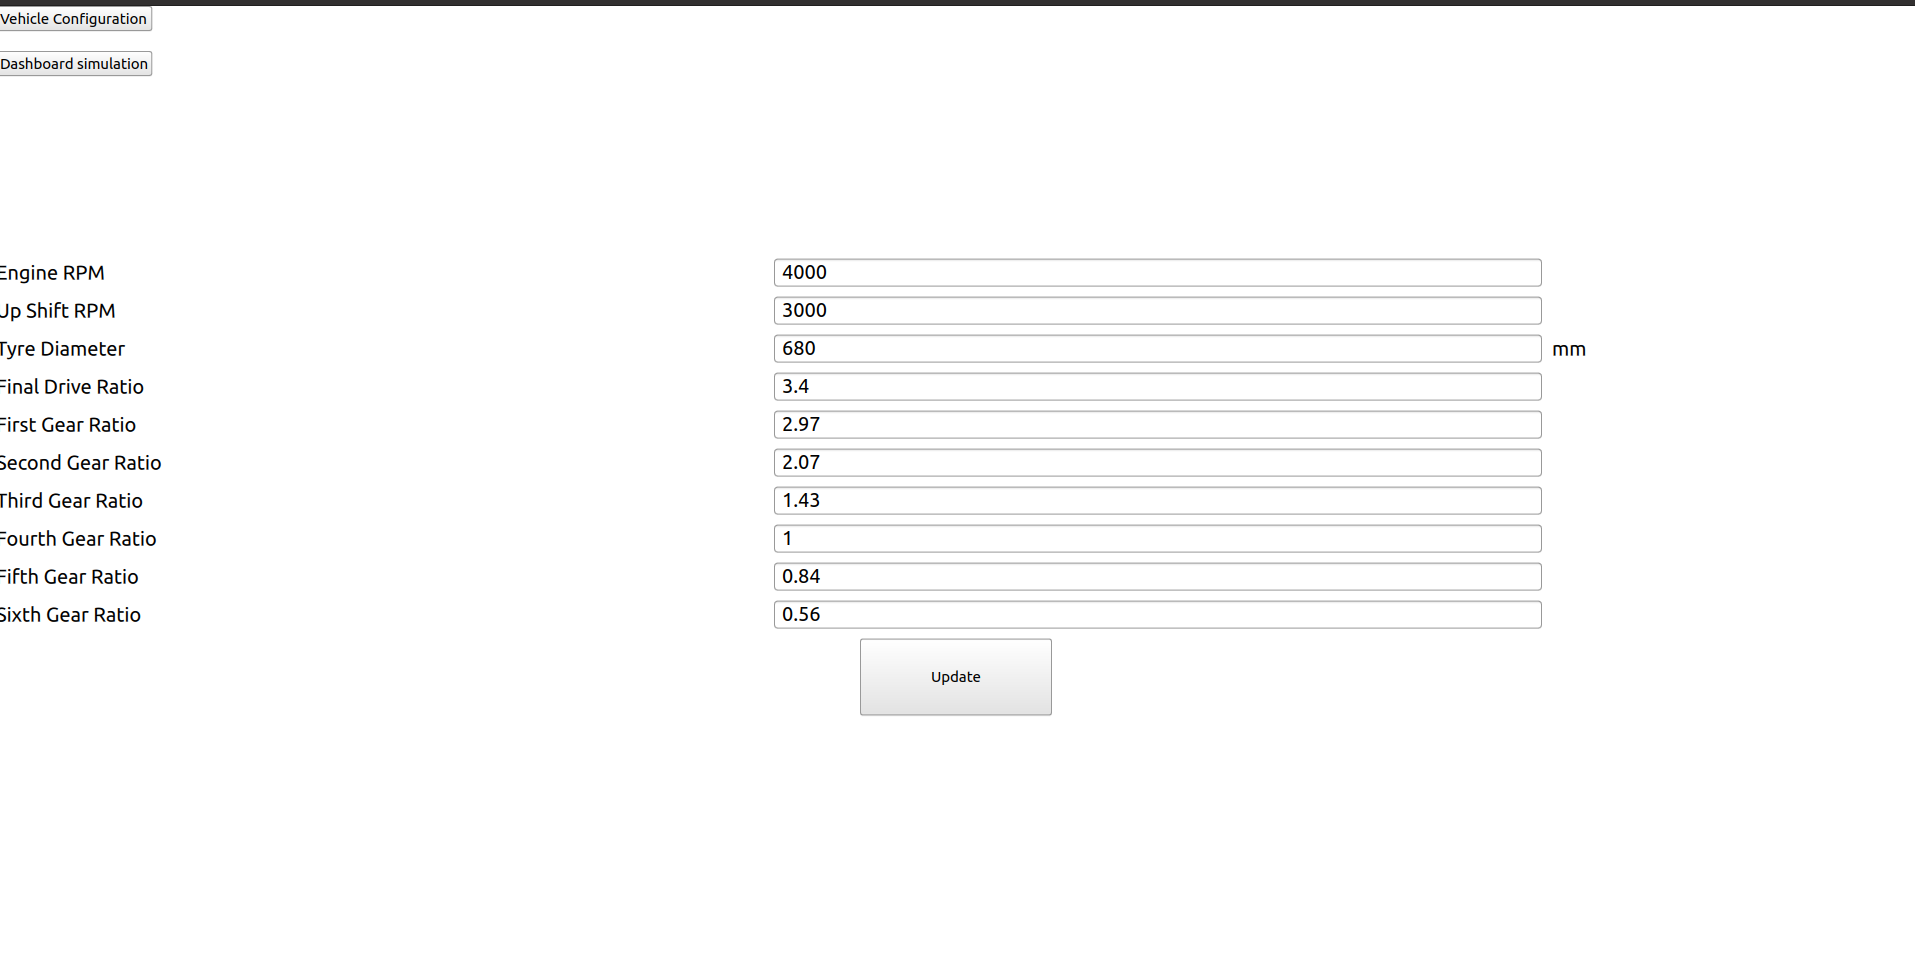 Vehicle Configuration
Dashboard simulation
Engine RPM 4000
Up Shift RPM 3000
Tyre Diameter 680 mm
Final Drive Ratio 3.4
First Gear Ratio 2.97
Second Gear Ratio 2.07
Third Gear Ratio 1.43
Fourth Gear Ratio 1
Fifth Gear Ratio 0.84
Sixth Gear Ratio 0.56
Update